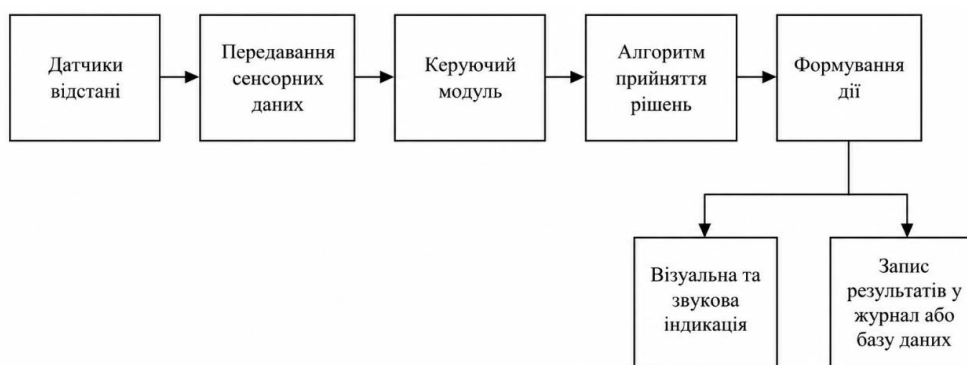 Датчики
відстані
Передавання
сенсорних
даних
Керуючий
модуль
Алгоритм
прийняття
рішень
Формування
дії
Візуальна та
звукова
індикація
Запис
результатів у
журнал або
базу даних